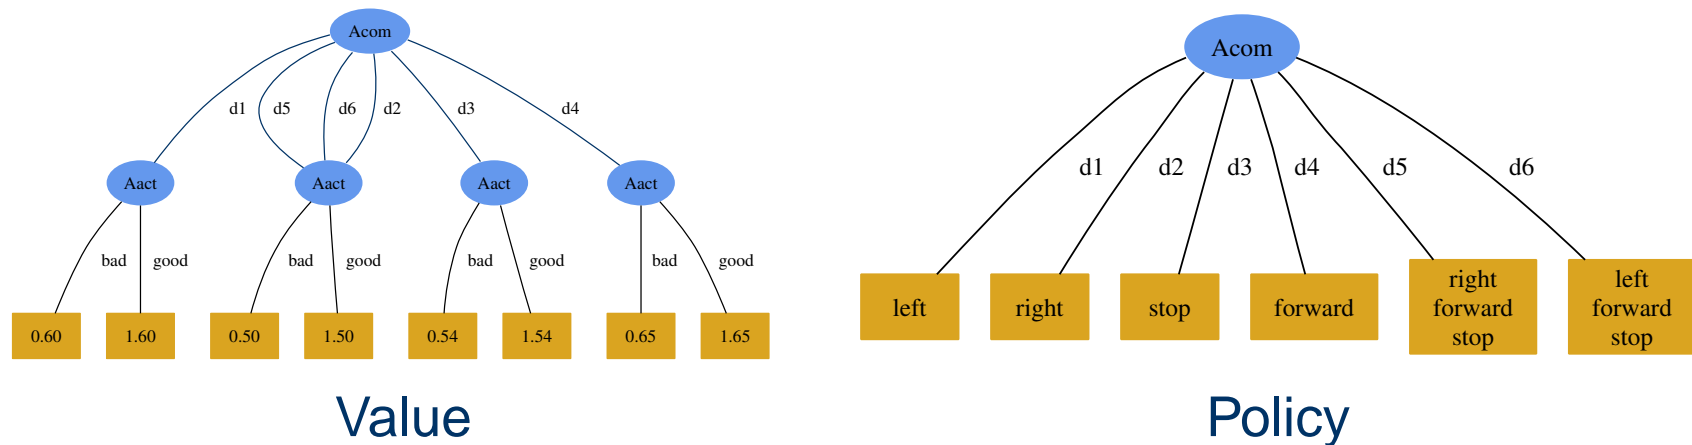 Acom
d1
d5
d6
d2
d3
d4
Aact
Aact
Aact
Aact
bad
good
bad
good
bad
good
bad
good
0.60
1.60
0.50
1.50
0.54
1.54
0.65
1.65
Value
Acom
d1
d2
d3
d4
d5
d6
left
right
stop
forward
right
forward
stop
left
forward
stop
Policy